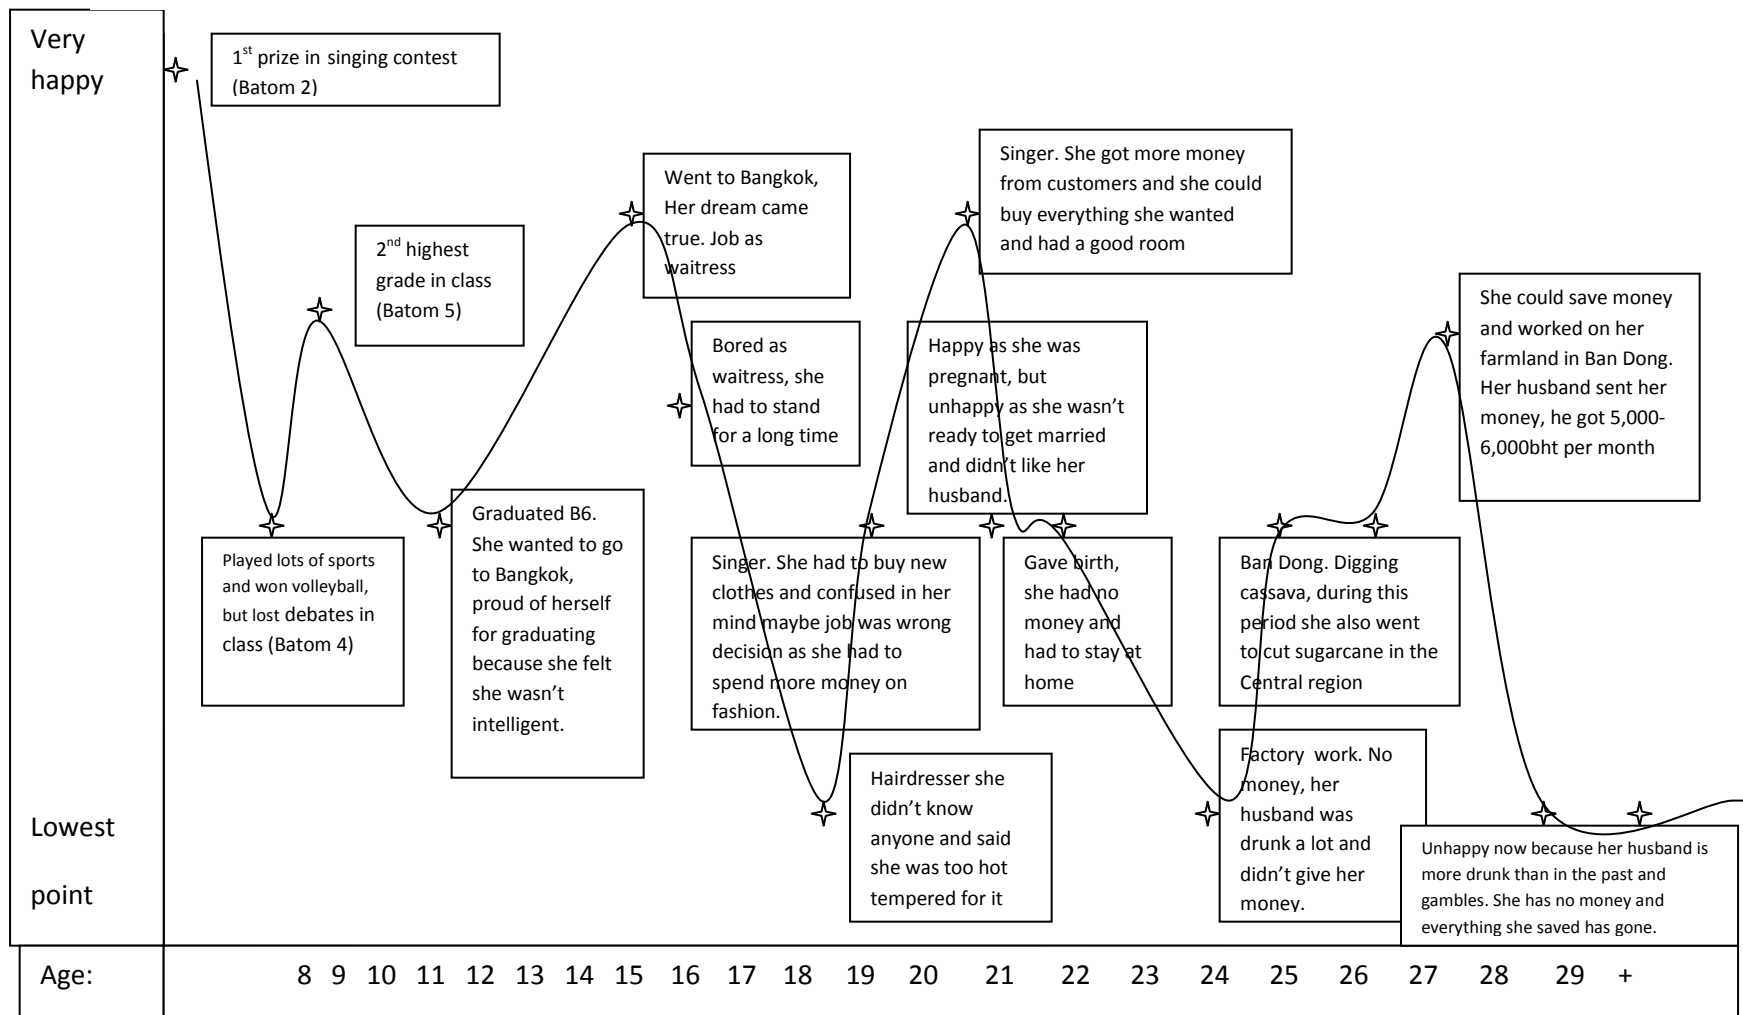 Very
happy
1st prize in singing contest
(Batom 2)
2nd highest
grade in class
(Batom 5)
Went to Bangkok,
Her dream came
true. Job as
waitress
Singer. She got more money
from customers and she could
buy everything she wanted
and had a good room
She could save money
and worked on her
farmland in Ban Dong.
Her husband sent her
money, he got 5,000-
6,000bht per month
Bored as
waitress, she
had to stand
for a long time
Happy as she was
pregnant, but
unhappy as she wasn't
ready to get married
and didn't like her
husband.
Played lots of sports
and won volleyball,
but lost debates in
class (Batom 4)
Graduated B6.
She wanted to go
to Bangkok,
proud of herself
for graduating
because she felt
she wasn't
intelligent.
Singer. She had to buy new
clothes and confused in her
mind maybe job was wrong
decision as she had to
spend more money on
fashion.
Gave birth,
she had no
money and
had to stay at
home
Ban Dong. Digging
cassava, during this
period she also went
to cut sugarcane in the
Central region
Hairdresser she
didn't know
anyone and said
she was too hot
tempered for it
Factory work. No
money, her
husband was
drunk a lot and
didn't give her
money.
Unhappy now because her husband is
more drunk than in the past and
gambles. She has no money and
everything she saved has gone.
Lowest
point
Age: 8 9 10 11 12 13 14 15 16 17 18 19 20 21 22 23 24 25 26 27 28 29 +